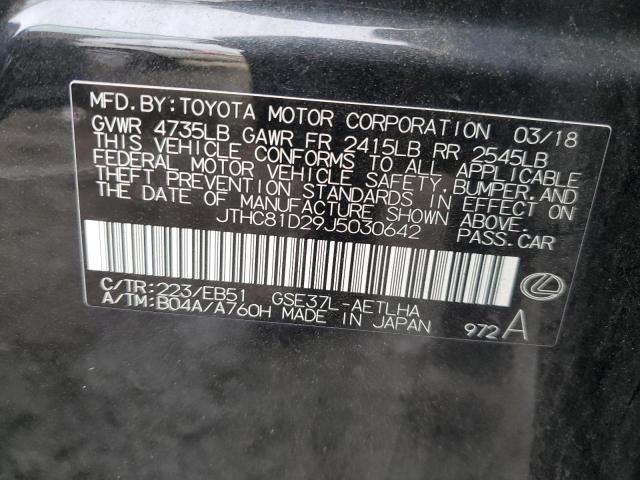 MFD. BY: TOYOTA MOTOR CORPORATION 03/18
GVWR 4735LB GAWR FR 2415LB RR 2545LB
THIS VEHICLE CONFORMS TO ALL APPLICABLE
FEDERAL MOTOR VEHICLE SAFETY, BUMPER, AND
THEFT PREVENTION STANDARDS IN EFFECT ON
THE DATE OF MANUFACTURE SHOWN ABOVE.
JTHC81D29J5030642 PASS. CAR
C/TR: 223/EB51 GSE37L-AETLHA
A/TM: B04A/A760H MADE IN JAPAN 972 A